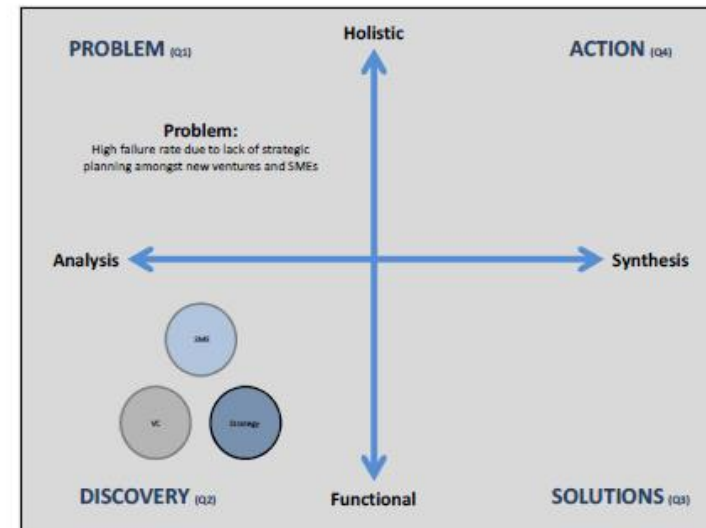 PROBLEM (Q1)
Holistic
ACTION (Q4)
Problem:
High failure rate due to lack of strategic
planning amongst new ventures and SMEs
Analysis
Synthesis
SME
VC
Strategy
DISCOVERY (Q2)
Functional
SOLUTIONS (Q3)